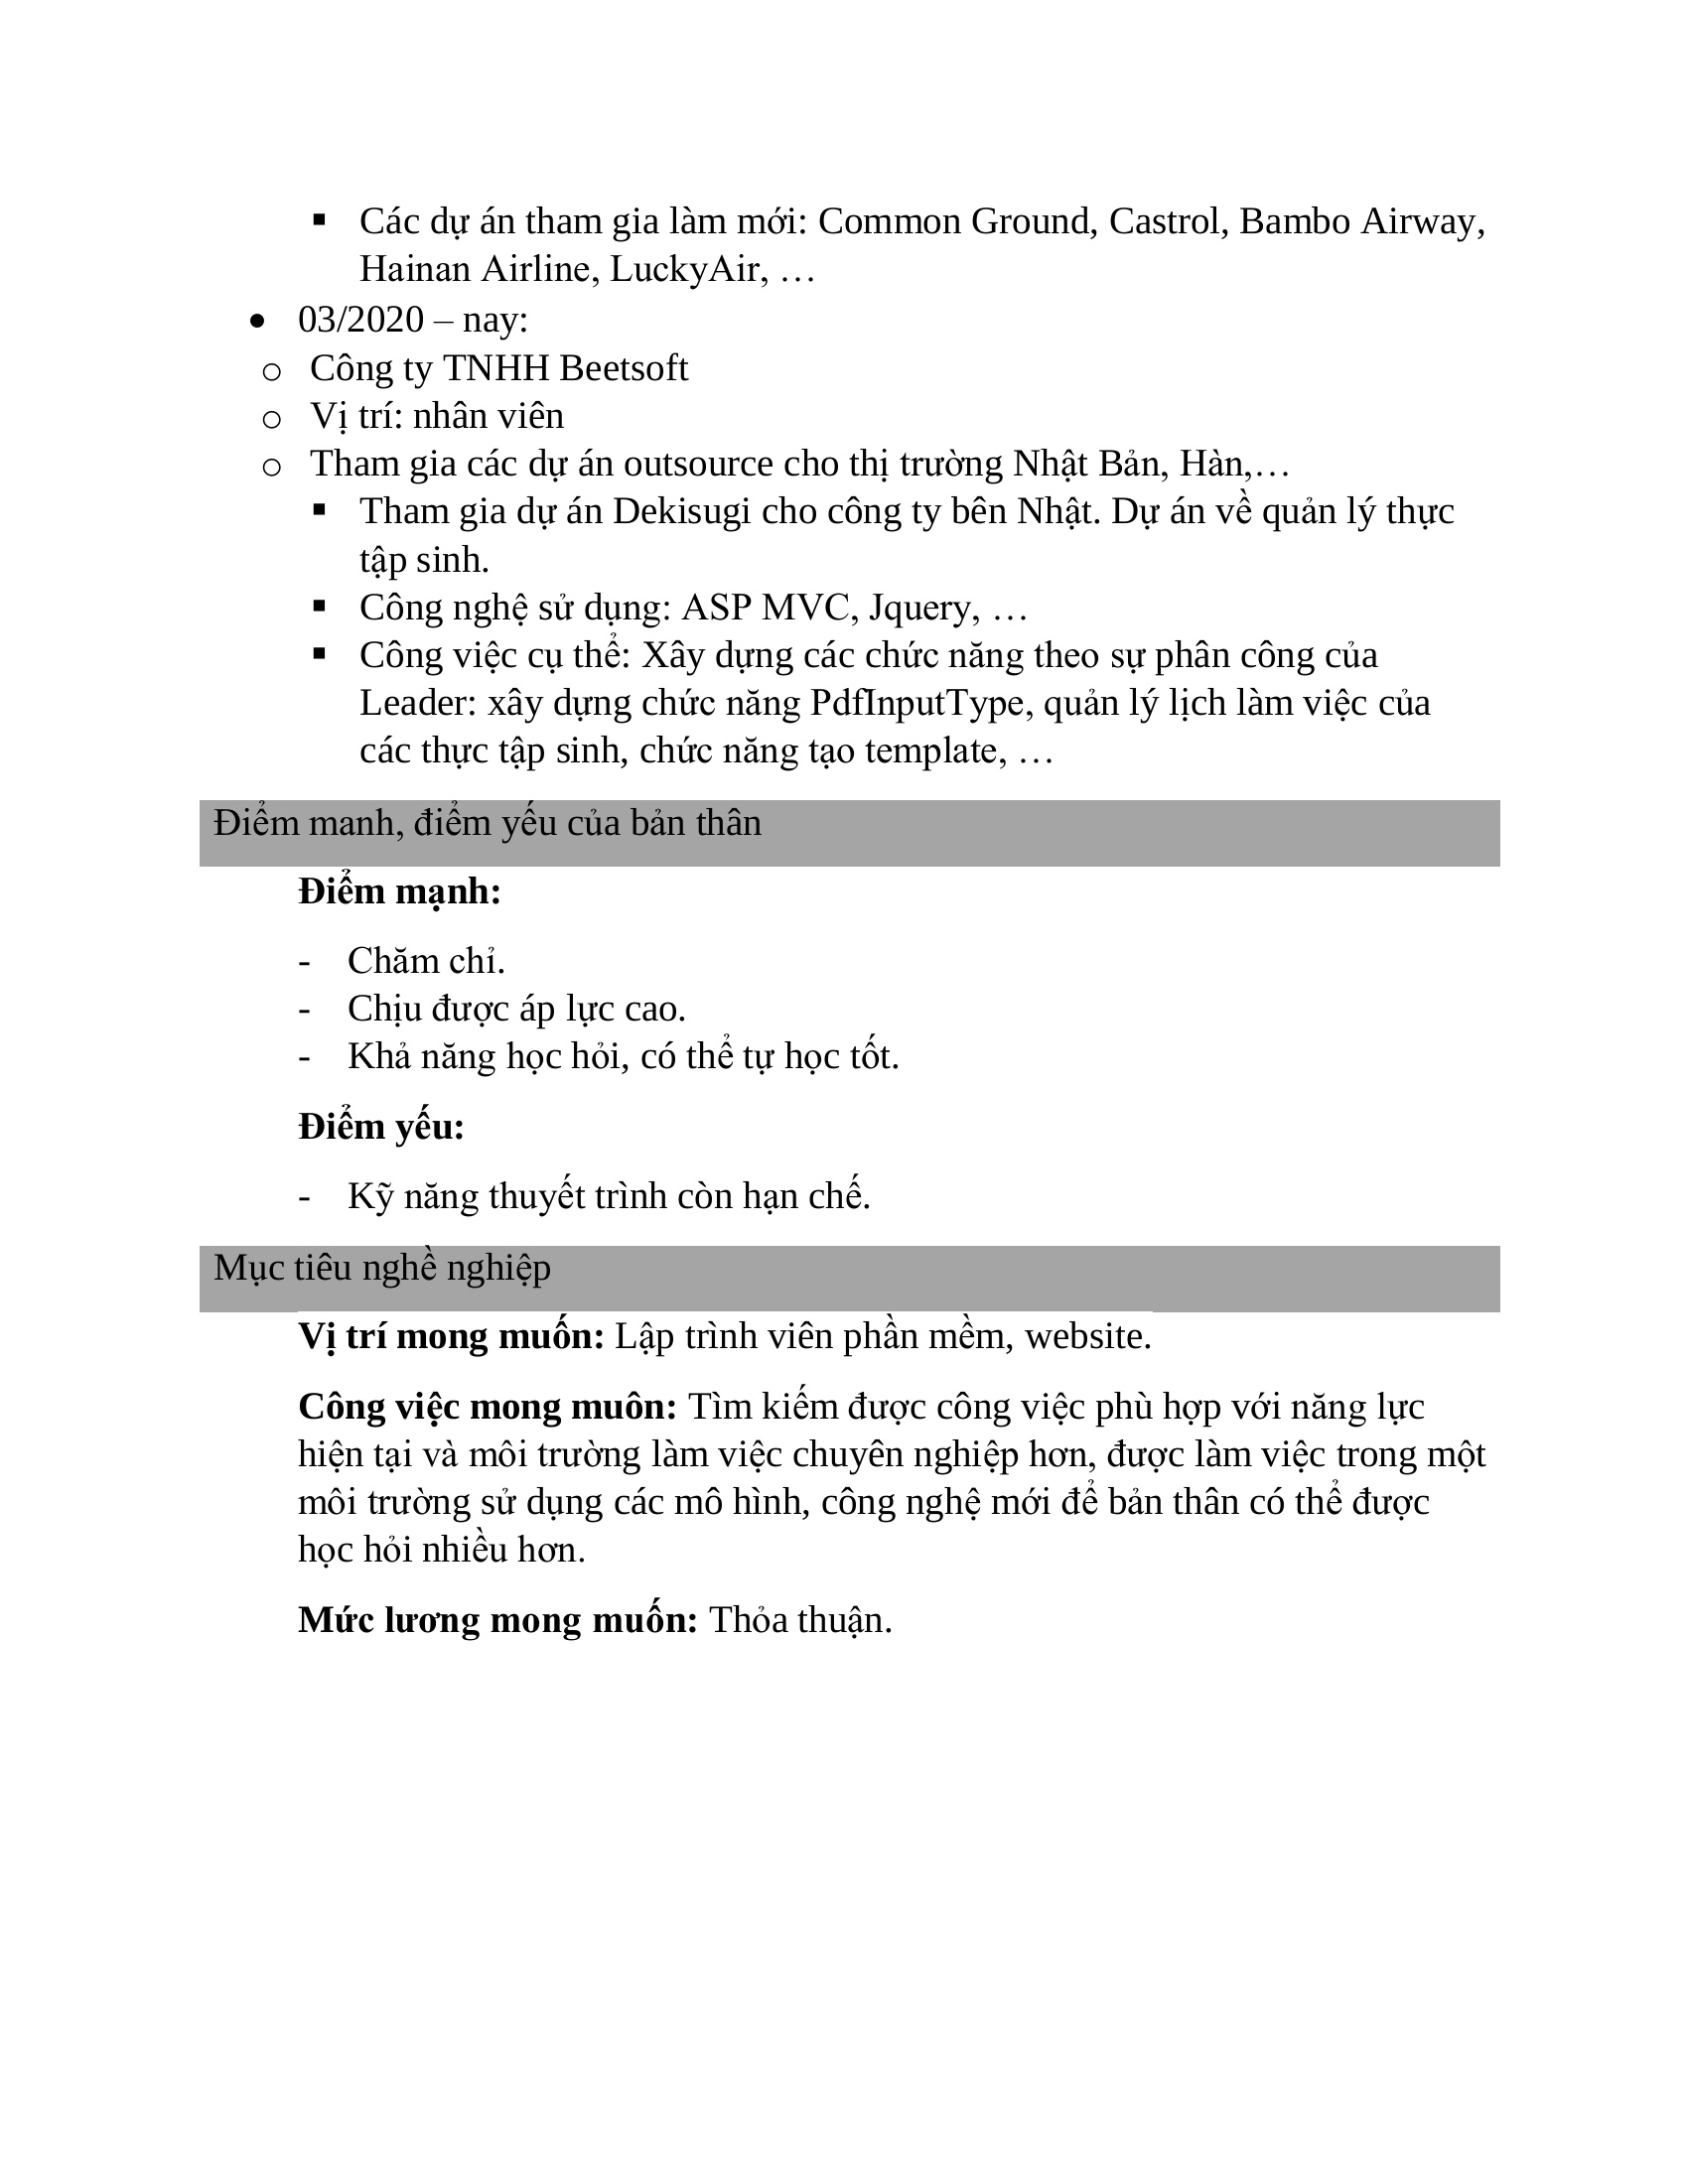 ▪ Các dự án tham gia làm mới: Common Ground, Castrol, Bambo Airway,
Hainan Airline, LuckyAir, …
• 03/2020 – nay:
o Công ty TNHH Beetsoft
o Vị trí: nhân viên
o Tham gia các dự án outsource cho thị trường Nhật Bản, Hàn,…
▪ Tham gia dự án Dekisugi cho công ty bên Nhật. Dự án về quản lý thực
tập sinh.
▪ Công nghệ sử dụng: ASP MVC, Jquery, …
▪ Công việc cụ thể: Xây dựng các chức năng theo sự phân công của
Leader: xây dựng chức năng PdfInputType, quản lý lịch làm việc của
các thực tập sinh, chức năng tạo template, …
Điểm manh, điểm yếu của bản thân
Điểm mạnh:
- Chăm chỉ.
- Chịu được áp lực cao.
- Khả năng học hỏi, có thể tự học tốt.
Điểm yếu:
- Kỹ năng thuyết trình còn hạn chế.
Mục tiêu nghề nghiệp
Vị trí mong muốn: Lập trình viên phần mềm, website.
Công việc mong muôn: Tìm kiếm được công việc phù hợp với năng lực
hiện tại và môi trường làm việc chuyên nghiệp hơn, được làm việc trong một
môi trường sử dụng các mô hình, công nghệ mới để bản thân có thể được
học hỏi nhiều hơn.
Mức lương mong muốn: Thỏa thuận.